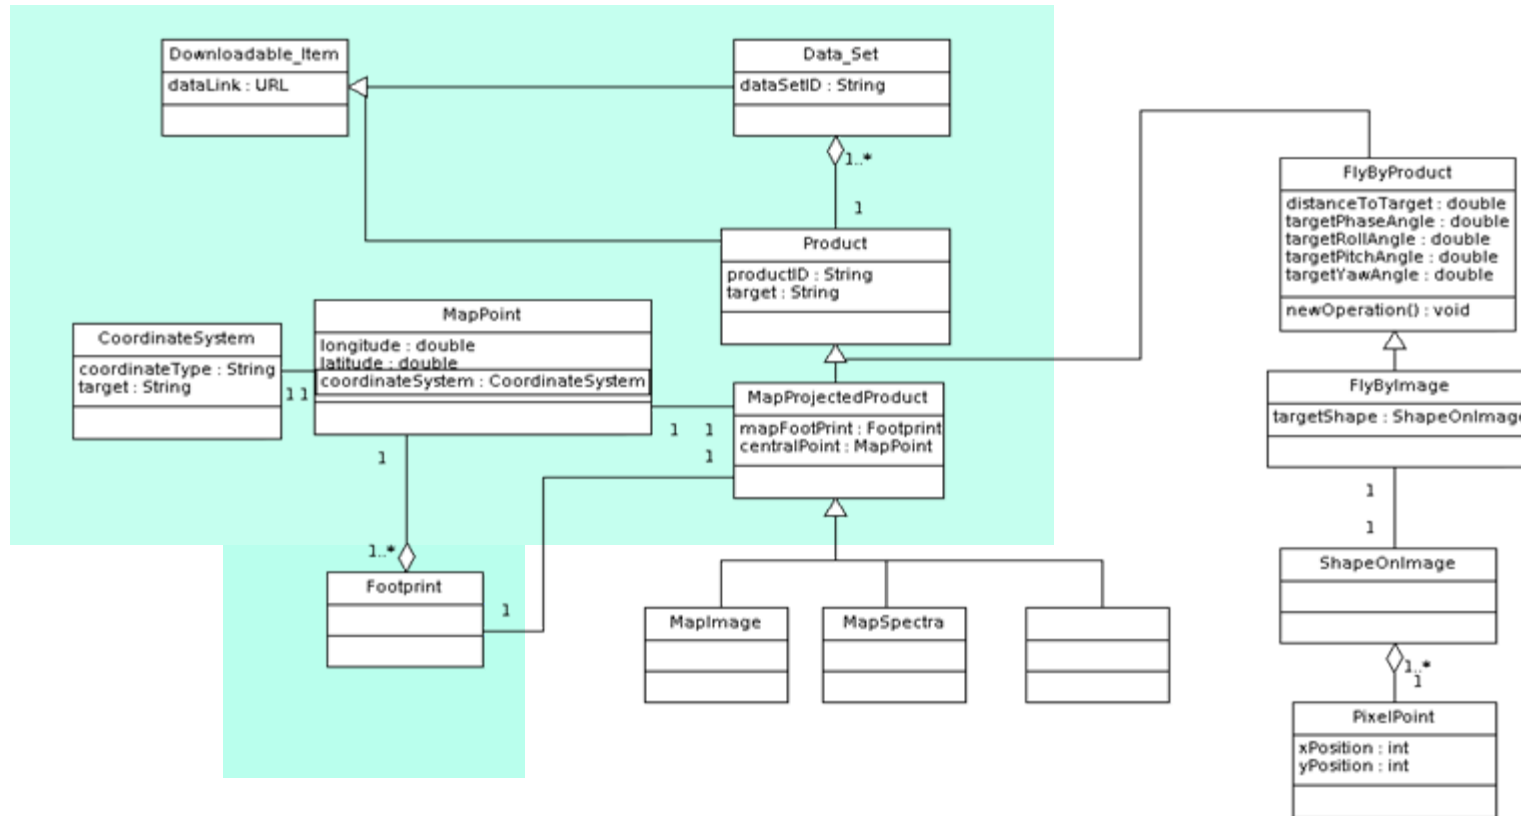 Downloadable_Item
dataLink : URL
Data_Set
dataSetID : String
1..*
1
Product
productID : String
target : String
FlyByProduct
distanceToTarget : double
targetPhaseAngle : double
targetRollAngle : double
targetPitchAngle : double
targetYawAngle : double
newOperation() : void
CoordinateSystem
coordinateType : String
target : String
1 1
MapPoint
longitude : double
latitude : double
coordinateSystem : CoordinateSystem
1 1
1
1
MapProjectedProduct
mapFootPrint : Footprint
centralPoint : MapPoint
FlyByImage
targetShape : ShapeOnImage
1
1
1..*
Footprint
1
MapImage
MapSpectra
ShapeOnImage
1..*
1
PixelPoint
xPosition : int
yPosition : int